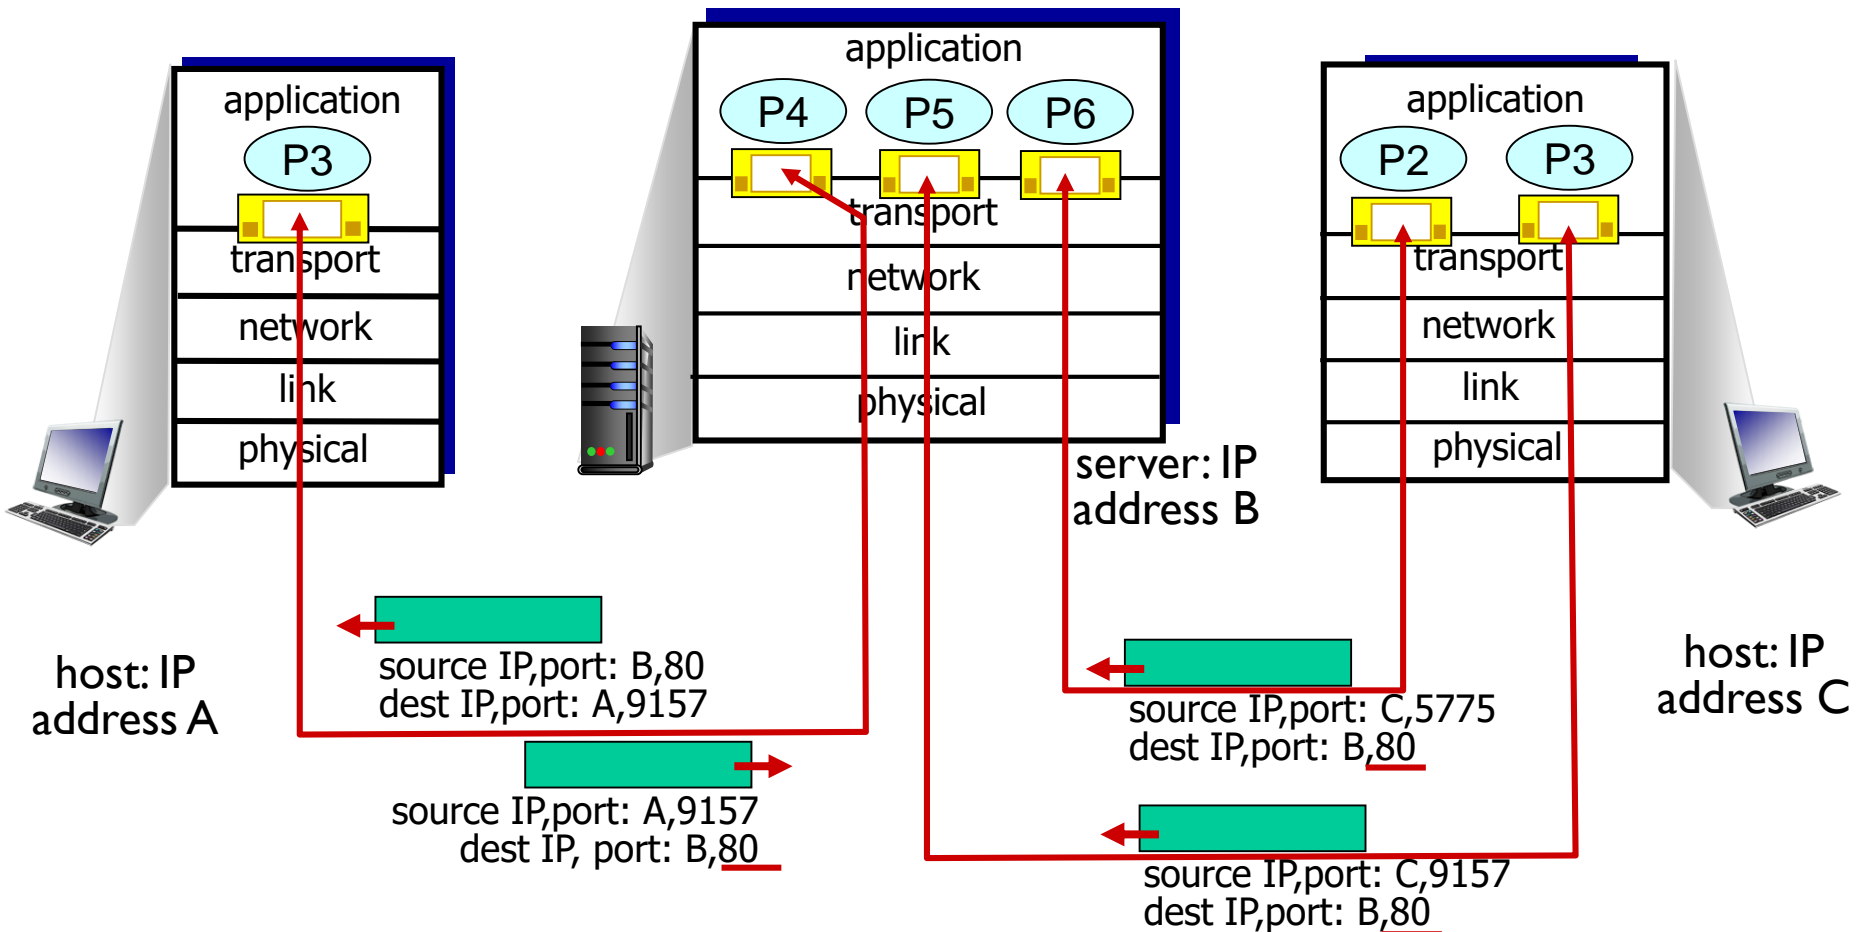 application
P3
transport
network
link
physical
host: IP
address A
application
P4
P5
P6
transport
network
link
physical
server: IP
address B
application
P2
P3
transport
network
link
physical
host: IP
address C
source IP,port: B,80
dest IP,port: A,9157
source IP,port: A,9157
dest IP, port: B,80
source IP,port: C,5775
dest IP,port: B,80
source IP,port: C,9157
dest IP,port: B,80